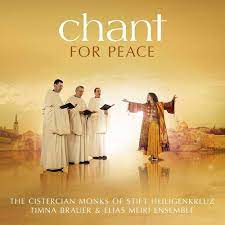 chant
FOR PEACE
THE CISTERCIAN MONKS OF STIFT HEILIGENKREUZ
TIMNA BRAUER & ELIAS MEIRI ENSEMBLE